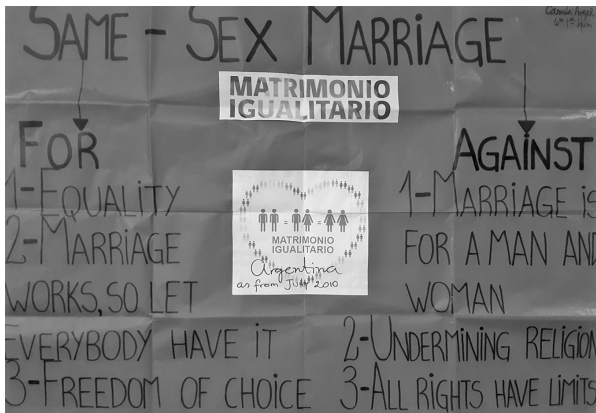 SAME-SEX MARRIAGE
MATRIMONIO
IGUALITARIO
FOR
1-EQUALITY
2-MARRIAGE
WORKS, SO LET
EVERYBODY HAVE IT
3-FREEDOM OF CHOICE
= =
MATRIMONIO
IGUALITARIO
Argentina
as from July 2010
AGAINST
1-MARRIAGE IS
FOR A MAN AND
WOMAN
2-UNDERMINING RELIGION
3-ALL RIGHTS HAVE LIMITS